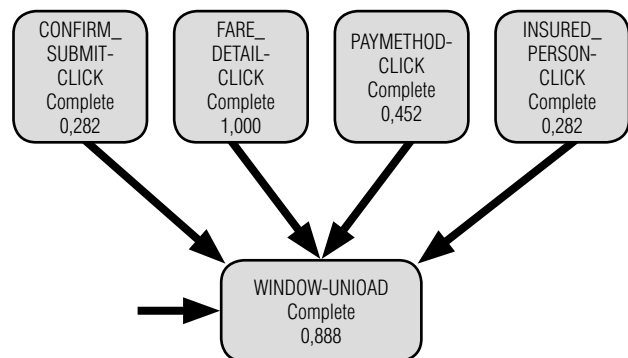 CONFIRM_
SUBMIT-
CLICK
Complete
0,282
FARE_
DETAIL-
CLICK
Complete
1,000
PAYMETHOD-
CLICK
Complete
0,452
INSURED_
PERSON-
CLICK
Complete
0,282
WINDOW-UNIOAD
Complete
0,888